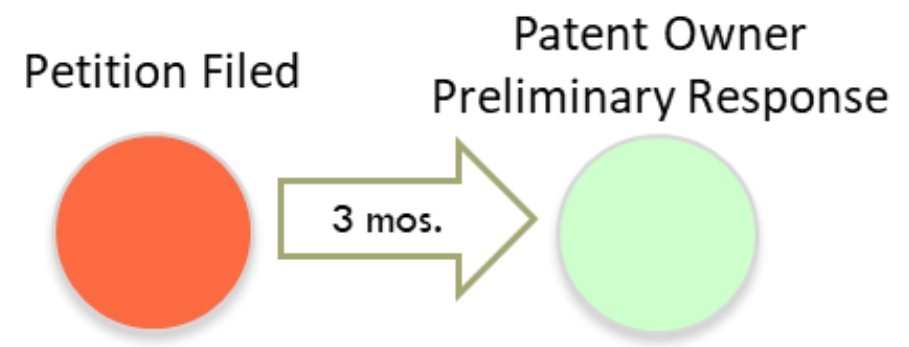 Petition Filed
Patent Owner
Preliminary Response
3 mos.